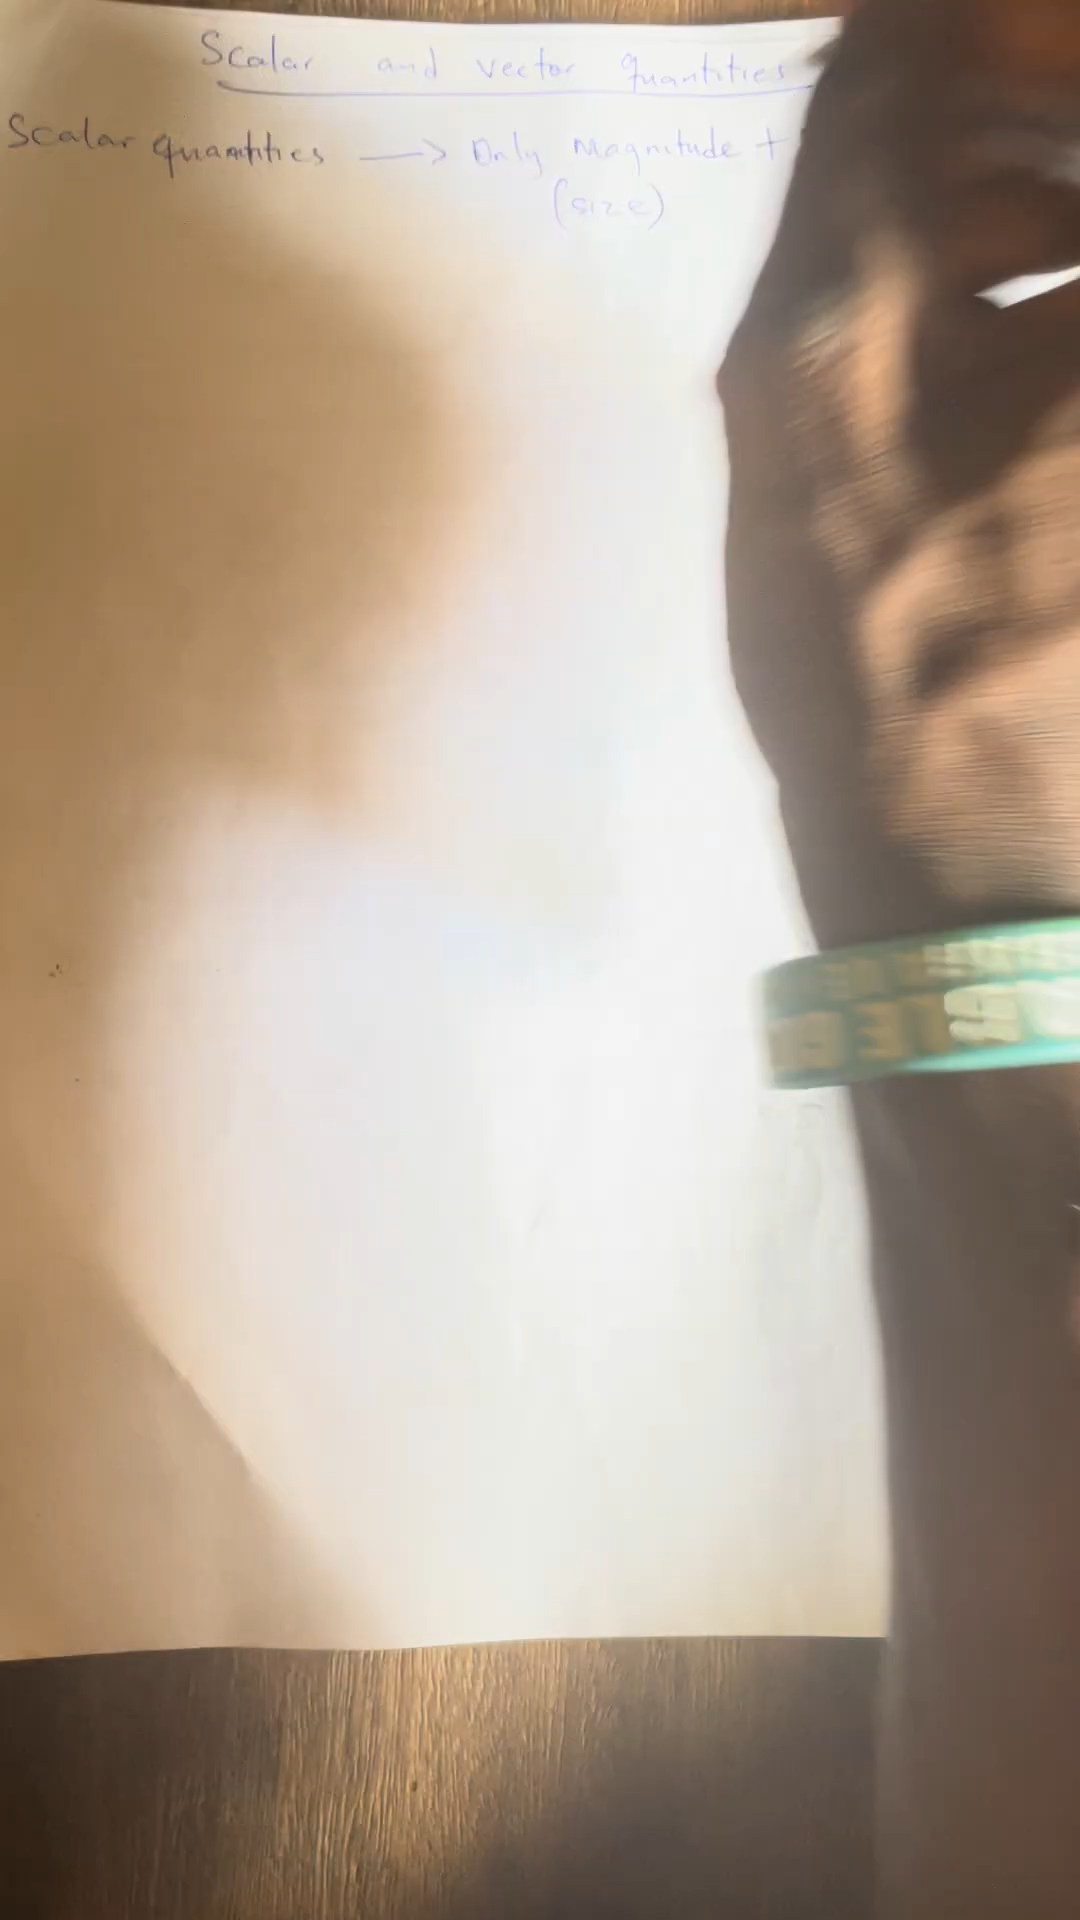 Scalar and vector quantities
Scalar quantities → Only Magnitude +
(size)